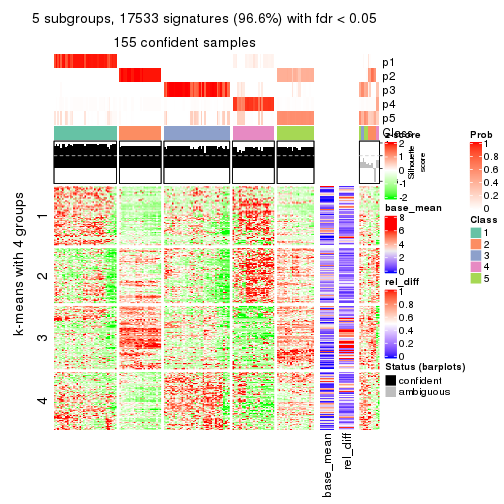 5 subgroups, 17533 signatures (96.6%) with fdr < 0.05
155 confident samples
p1
p2
p3
p4
p5
Class
Silhouette
score
1
2
3
4
k-means with 4 groups
base_mean
rel_diff
z-score
2
1
0
-1
-2
base_mean
8
6
4
2
0
rel_diff
1
0.8
0.6
0.4
0.2
0
Status (barplots)
confident
ambiguous
Prob
1
0.8
0.6
0.4
0.2
0
Class
1
2
3
4
5